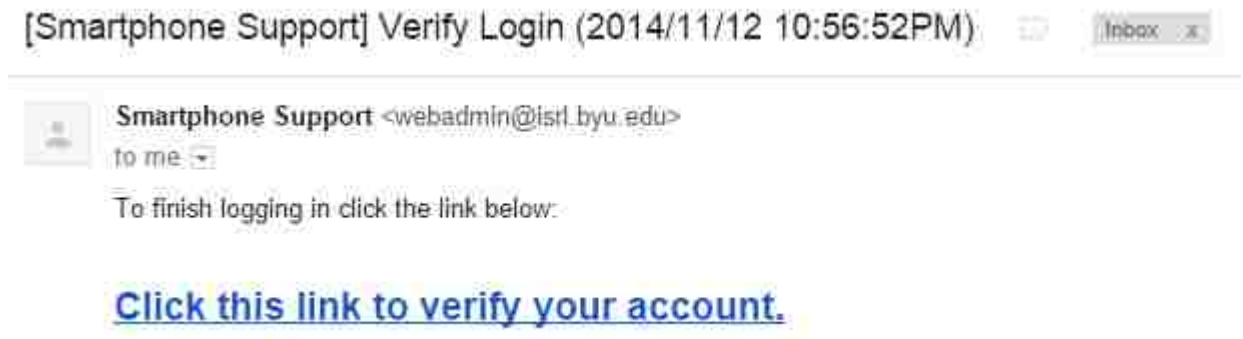 [Smartphone Support] Verify Login (2014/11/12 10:56:52PM) Inbox x
Smartphone Support <webadmin@isrl.byu.edu>
to me
To finish logging in click the link below:
Click this link to verify your account.